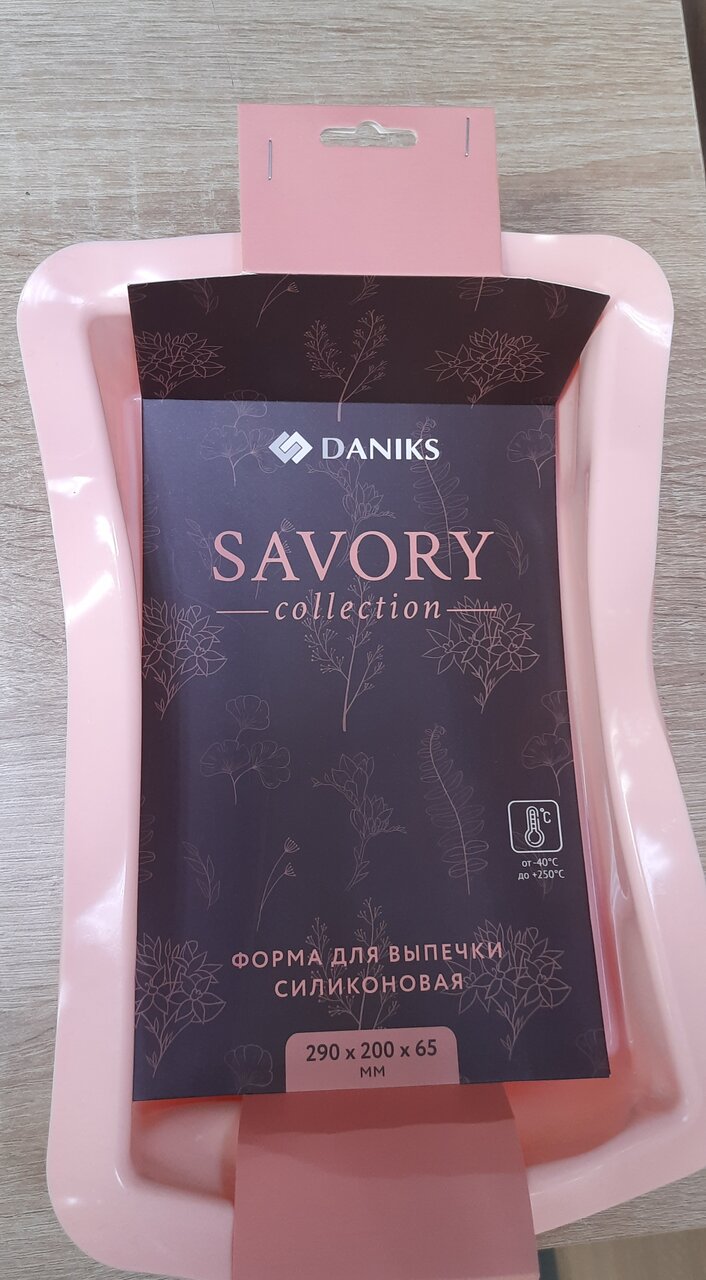 DANIKS
SAVORY
collection
°C
от -40°C
до +250°C
ФОРМА ДЛЯ ВЫПЕЧКИ
СИЛИКОНОВАЯ
290 x 200 x 65
ММ